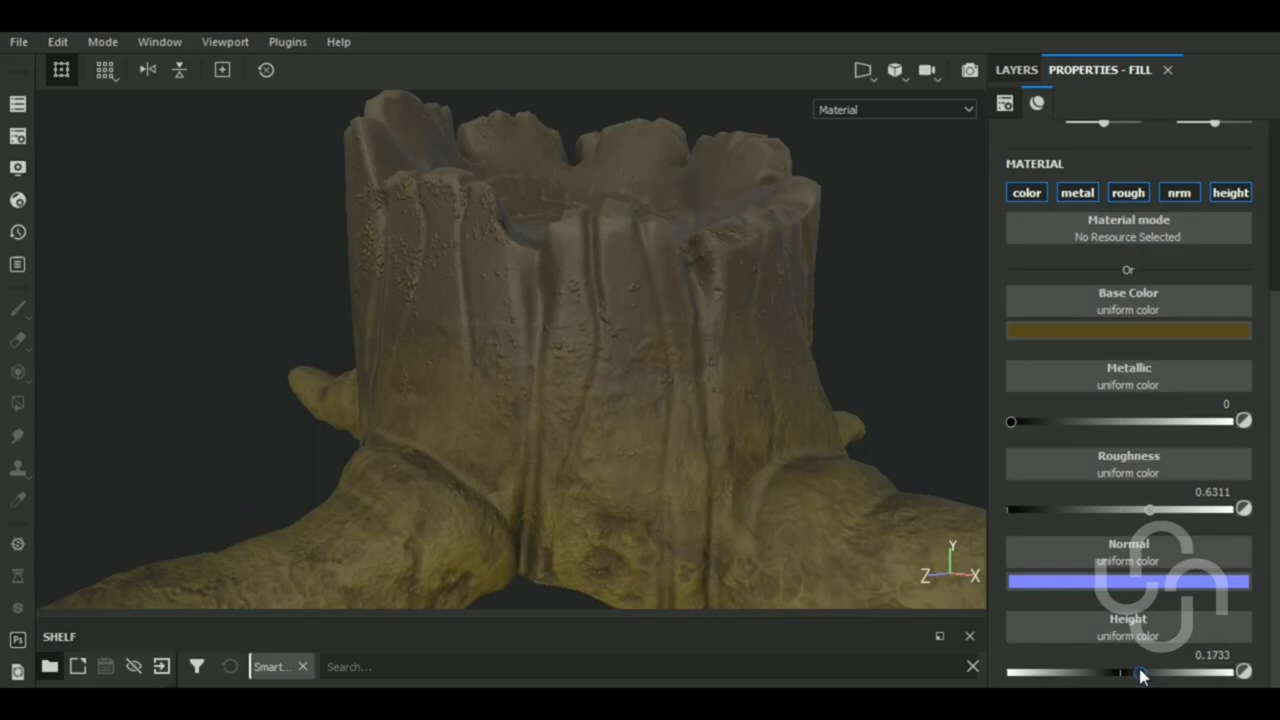 File Edit Mode Window Viewport Plugins Help
LAYERS PROPERTIES - FILL
Material
MATERIAL
color metal rough nrm height
Material mode
No Resource Selected
Or
Base Color
uniform color
Metallic
uniform color
0
Roughness
uniform color
0.6311
Normal
uniform color
Height
uniform color
0.1733
Y
Z X
SHELF
Smart... Search...
Ps